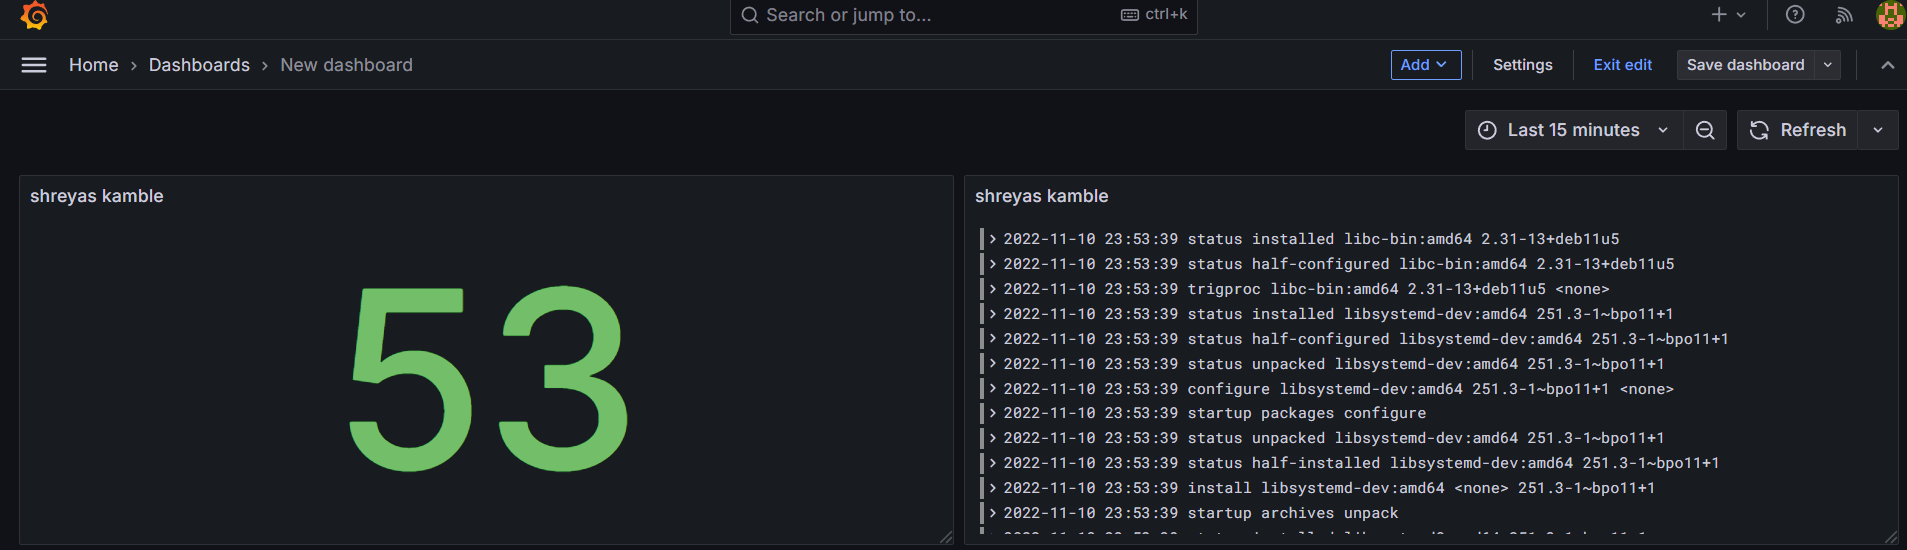 Search or jump to... ctrl+k
Home › Dashboards › New dashboard Add Settings Exit edit Save dashboard
Last 15 minutes Refresh
shreyas kamble
53
shreyas kamble
2022-11-10 23:53:39 status installed libc-bin:amd64 2.31-13+deb11u5
2022-11-10 23:53:39 status half-configured libc-bin:amd64 2.31-13+deb11u5
2022-11-10 23:53:39 trigproc libc-bin:amd64 2.31-13+deb11u5 <none>
2022-11-10 23:53:39 status installed libsystemd-dev:amd64 251.3-1~bpo11+1
2022-11-10 23:53:39 status half-configured libsystemd-dev:amd64 251.3-1~bpo11+1
2022-11-10 23:53:39 status unpacked libsystemd-dev:amd64 251.3-1~bpo11+1
2022-11-10 23:53:39 configure libsystemd-dev:amd64 251.3-1~bpo11+1 <none>
2022-11-10 23:53:39 startup packages configure
2022-11-10 23:53:39 status unpacked libsystemd-dev:amd64 251.3-1~bpo11+1
2022-11-10 23:53:39 status half-installed libsystemd-dev:amd64 251.3-1~bpo11+1
2022-11-10 23:53:39 install libsystemd-dev:amd64 <none> 251.3-1~bpo11+1
2022-11-10 23:53:39 startup archives unpack